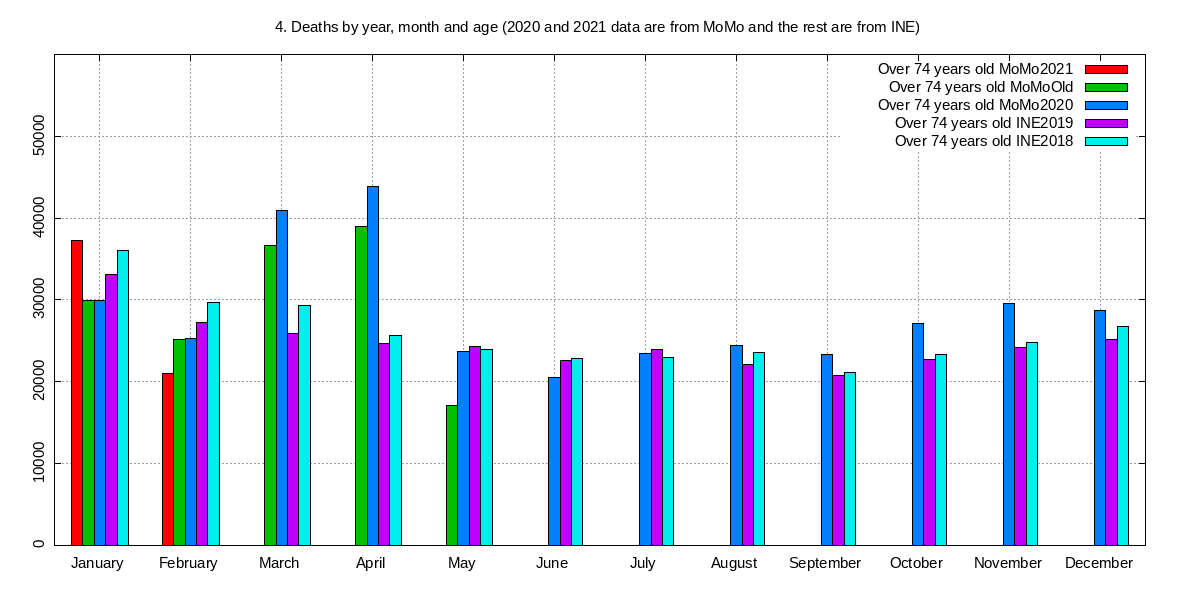 4. Deaths by year, month and age (2020 and 2021 data are from MoMo and the rest are from INE)
Over 74 years old MoMo2021
Over 74 years old MoMoOld
Over 74 years old MoMo2020
Over 74 years old INE2019
Over 74 years old INE2018
50000
40000
30000
20000
10000
0
January February March April May June July August September October November December